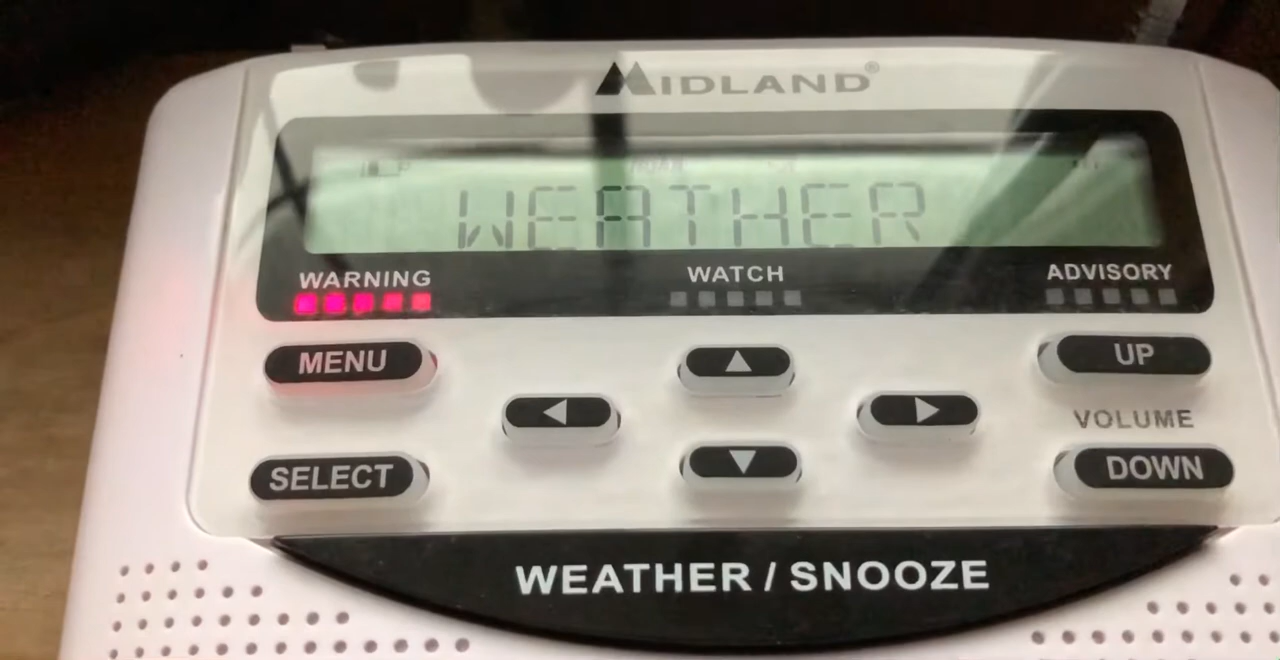 MIDLAND®
WEATHER
WARNING WATCH ADVISORY
MENU ▲ UP
◀ ▶ VOLUME
SELECT ▼ DOWN
WEATHER / SNOOZE